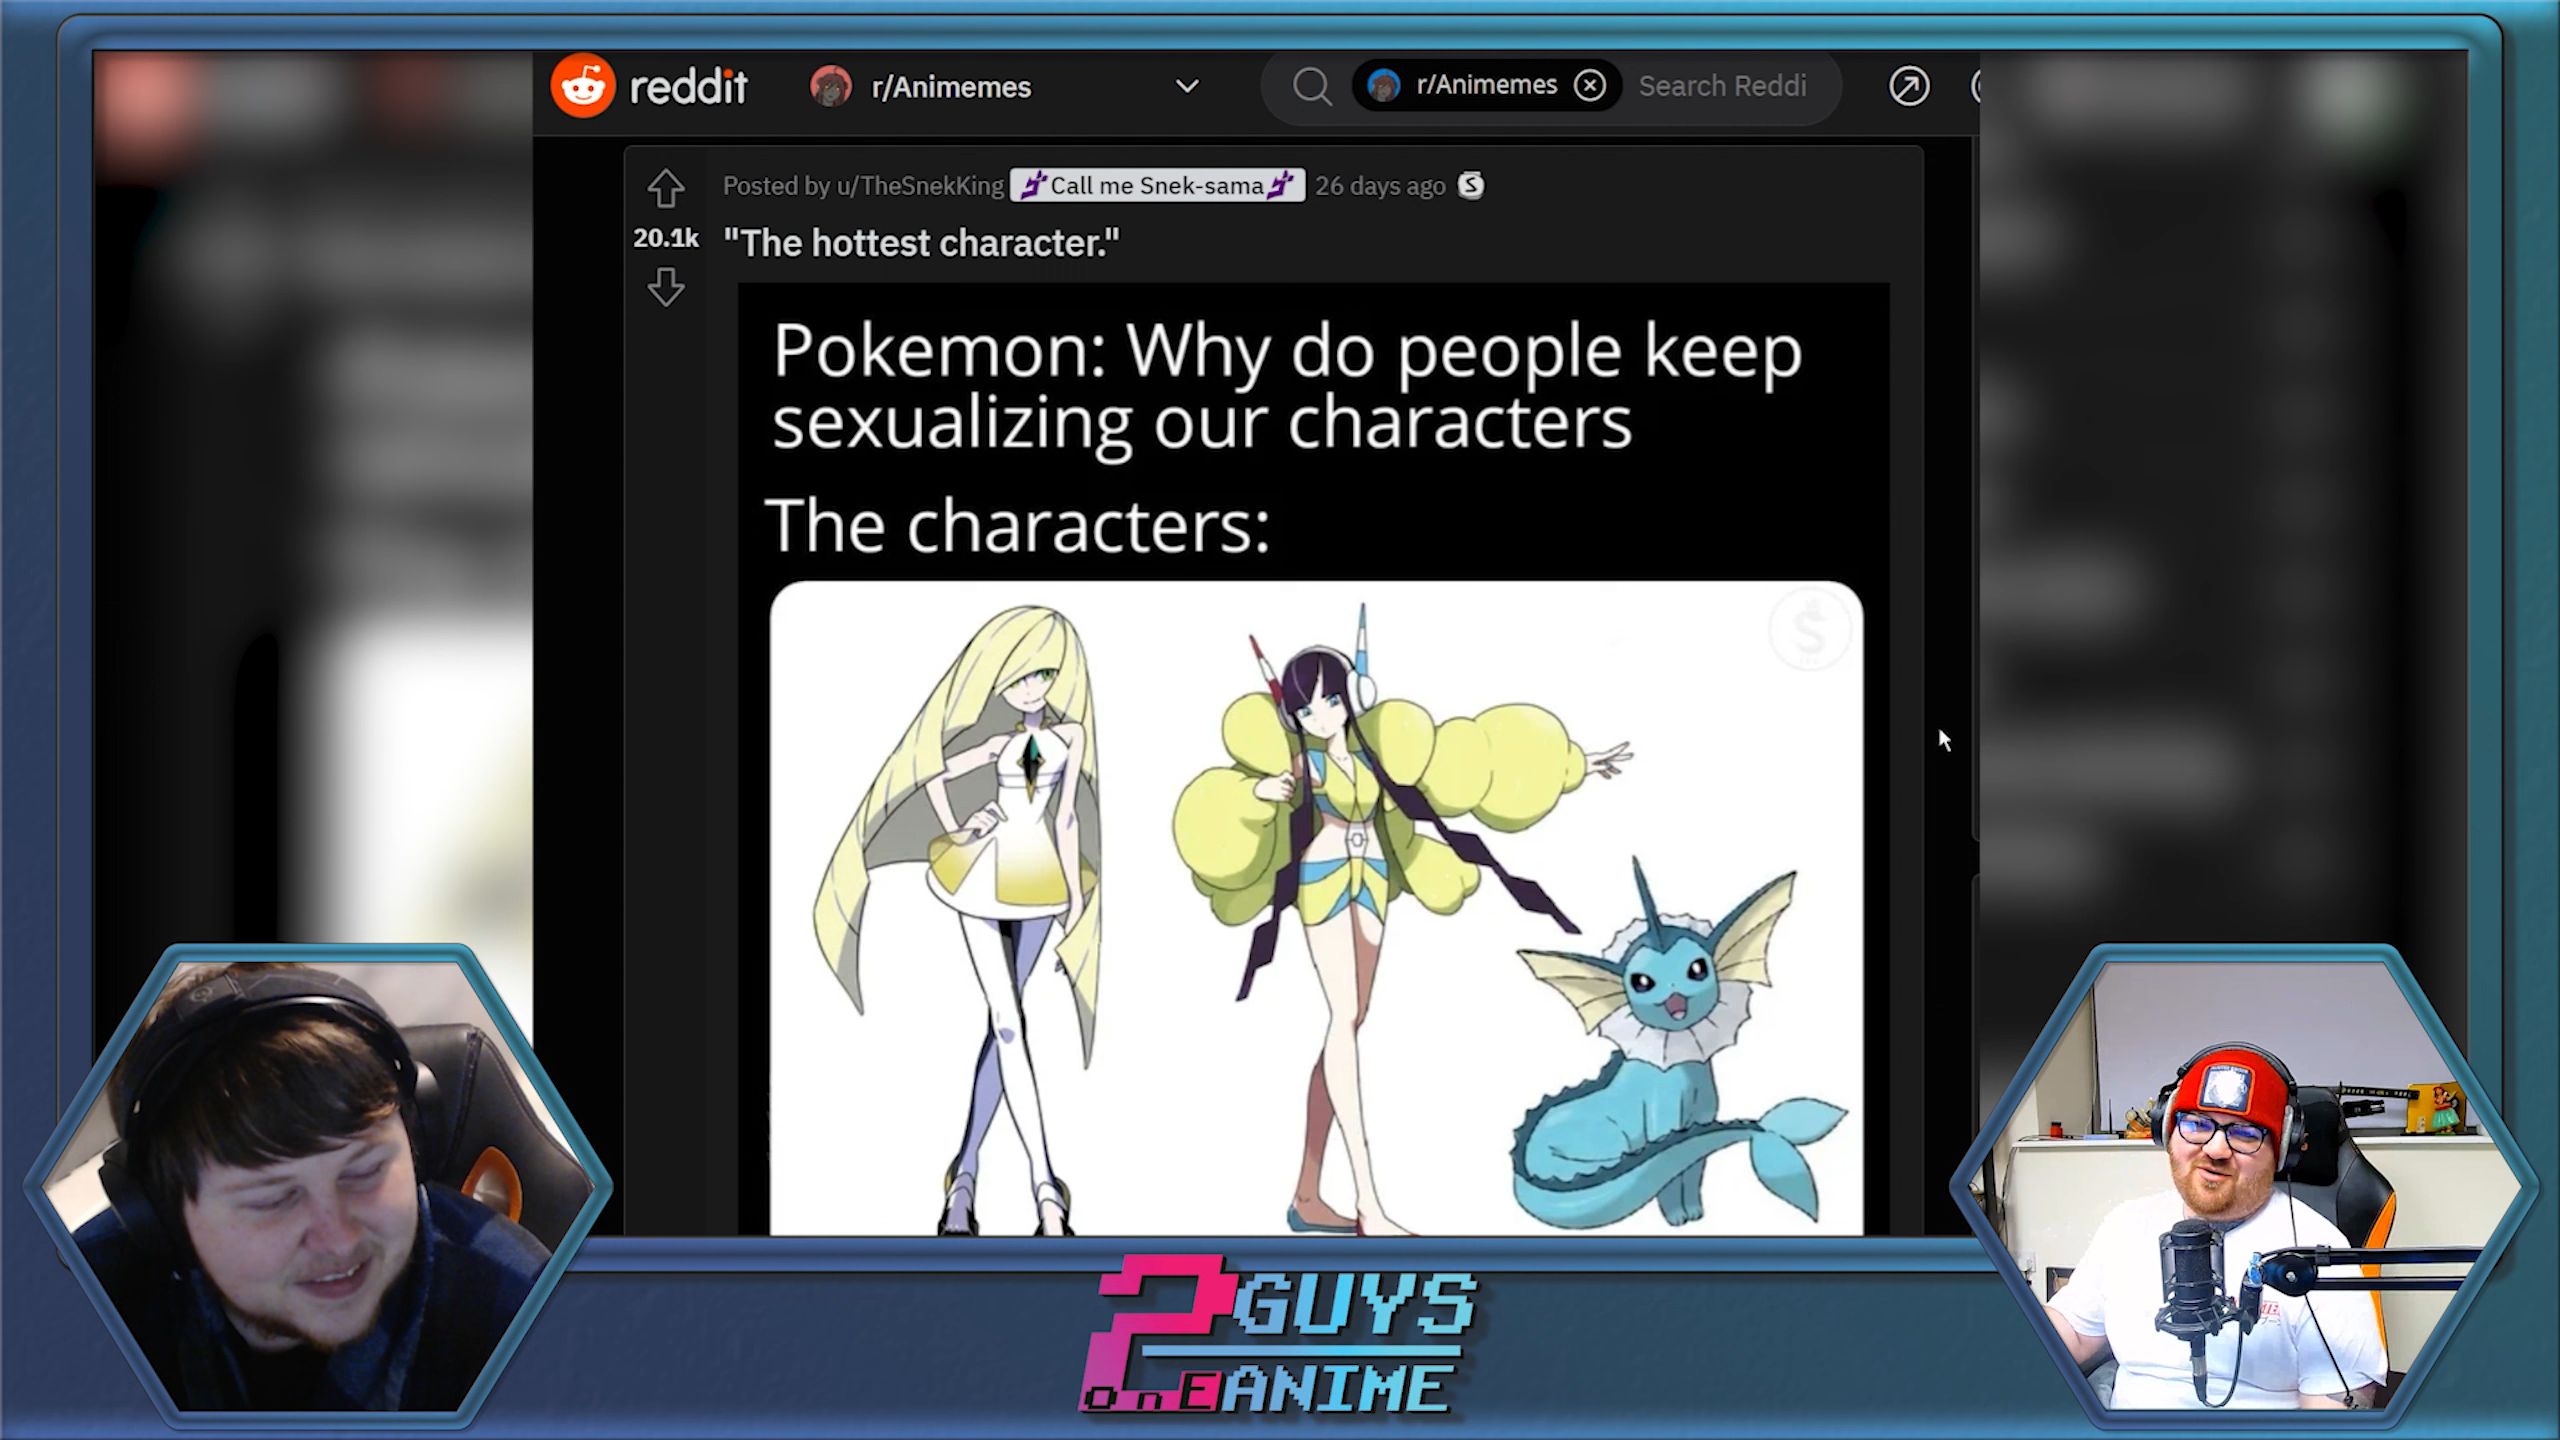 reddit
r/Animemes
r/Animemes
Search Reddi
Posted by u/TheSnekKing
Call me Snek-sama
26 days ago
20.1k
"The hottest character."
Pokemon: Why do people keep
sexualizing our characters
The characters:
2 GUYS
onE ANIME